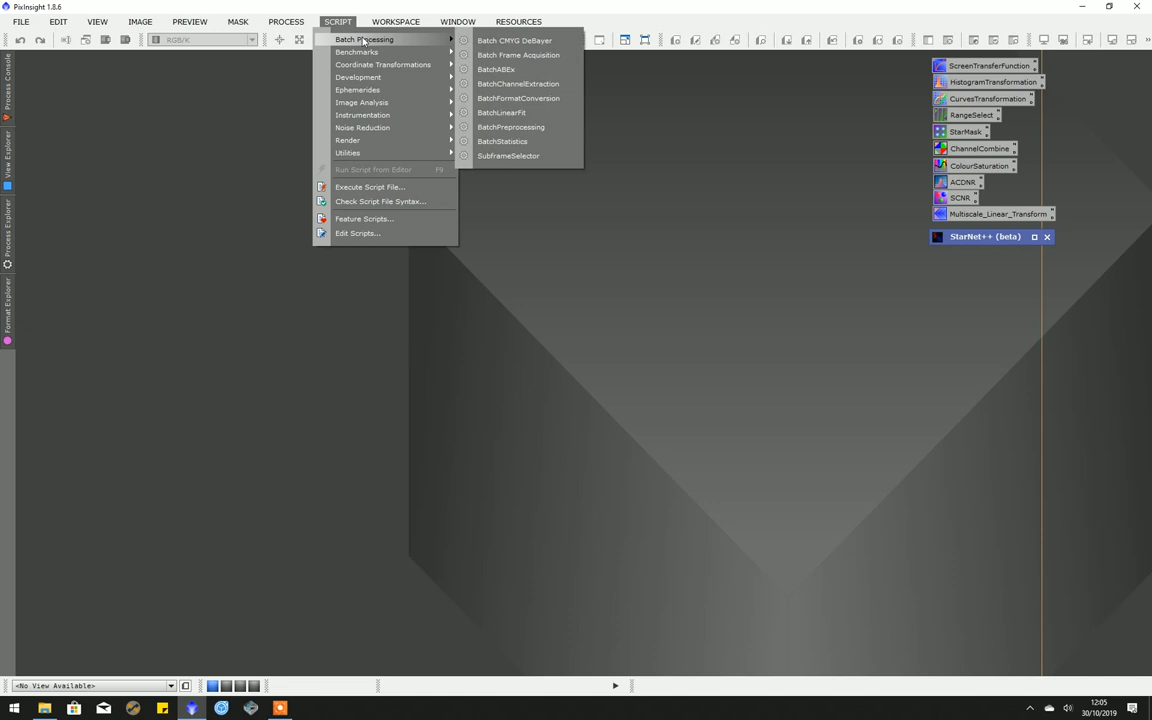 PixInsight 1.8.6
FILE EDIT VIEW IMAGE PREVIEW MASK PROCESS SCRIPT WORKSPACE WINDOW RESOURCES
RGB/K
Batch Processing
Benchmarks
Coordinate Transformations
Development
Ephemerides
Image Analysis
Instrumentation
Noise Reduction
Render
Utilities
Run Script from Editor F9
Execute Script File...
Check Script File Syntax...
Feature Scripts...
Edit Scripts...
Batch CMYG DeBayer
Batch Frame Acquisition
BatchABEx
BatchChannelExtraction
BatchFormatConversion
BatchLinearFit
BatchPreprocessing
BatchStatistics
SubframeSelector
ScreenTransferFunction
HistogramTransformation
CurvesTransformation
RangeSelect
StarMask
ChannelCombine
ColourSaturation
ACDNR
SCNR
Multiscale_Linear_Transform
StarNet++ (beta)
Process Console
View Explorer
Process Explorer
Format Explorer
<No View Available>
12:05
30/10/2019